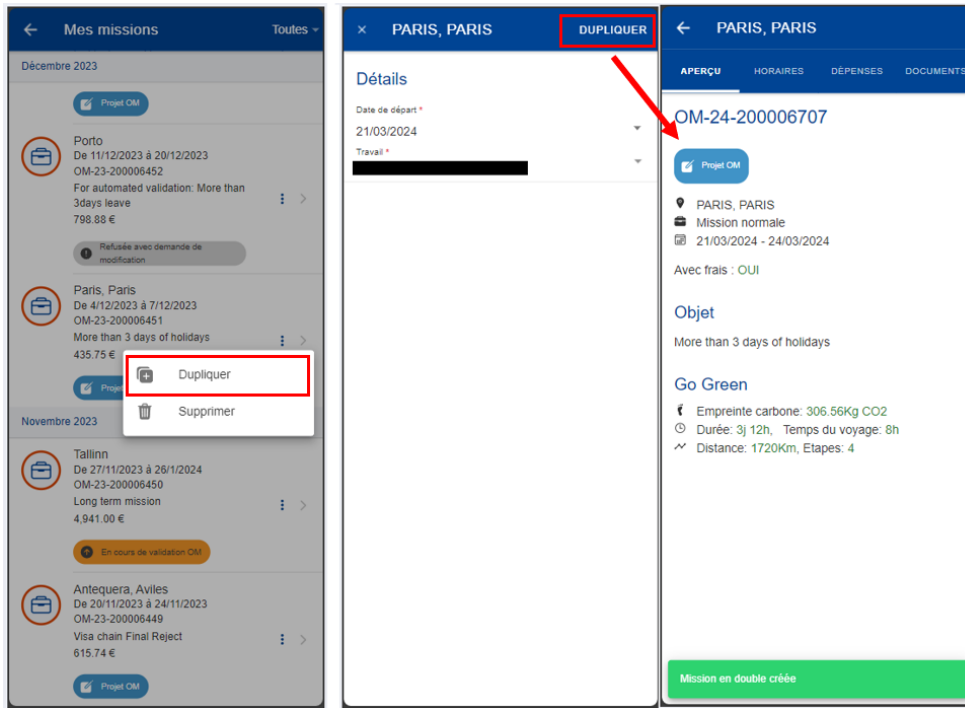 Mes missions
Toutes
Décembre 2023
Projet OM
Porto
De 11/12/2023 à 20/12/2023
OM-23-200006452
For automated validation: More than
3days leave
798.88 €
Refusée avec demande de
modification
Paris, Paris
De 4/12/2023 à 7/12/2023
OM-23-200006451
More than 3 days of holidays
435.75 €
Projet
Dupliquer
Supprimer
Novembre 2023
Tallinn
De 27/11/2023 à 26/1/2024
OM-23-200006450
Long term mission
4,941.00 €
En cours de validation OM
Antequera, Aviles
De 20/11/2023 à 24/11/2023
OM-23-200006449
Visa chain Final Reject
615.74 €
Projet OM
× PARIS, PARIS
DUPLIQUER
Détails
Date de départ *
21/03/2024
Travail *
PARIS, PARIS
APERÇU HORAIRES DÉPENSES DOCUMENTS
OM-24-200006707
Projet OM
PARIS, PARIS
Mission normale
21/03/2024 - 24/03/2024
Avec frais : OUI
Objet
More than 3 days of holidays
Go Green
Empreinte carbone: 306.56Kg CO2
Durée: 3j 12h, Temps du voyage: 8h
Distance: 1720Km, Etapes: 4
Mission en double créée